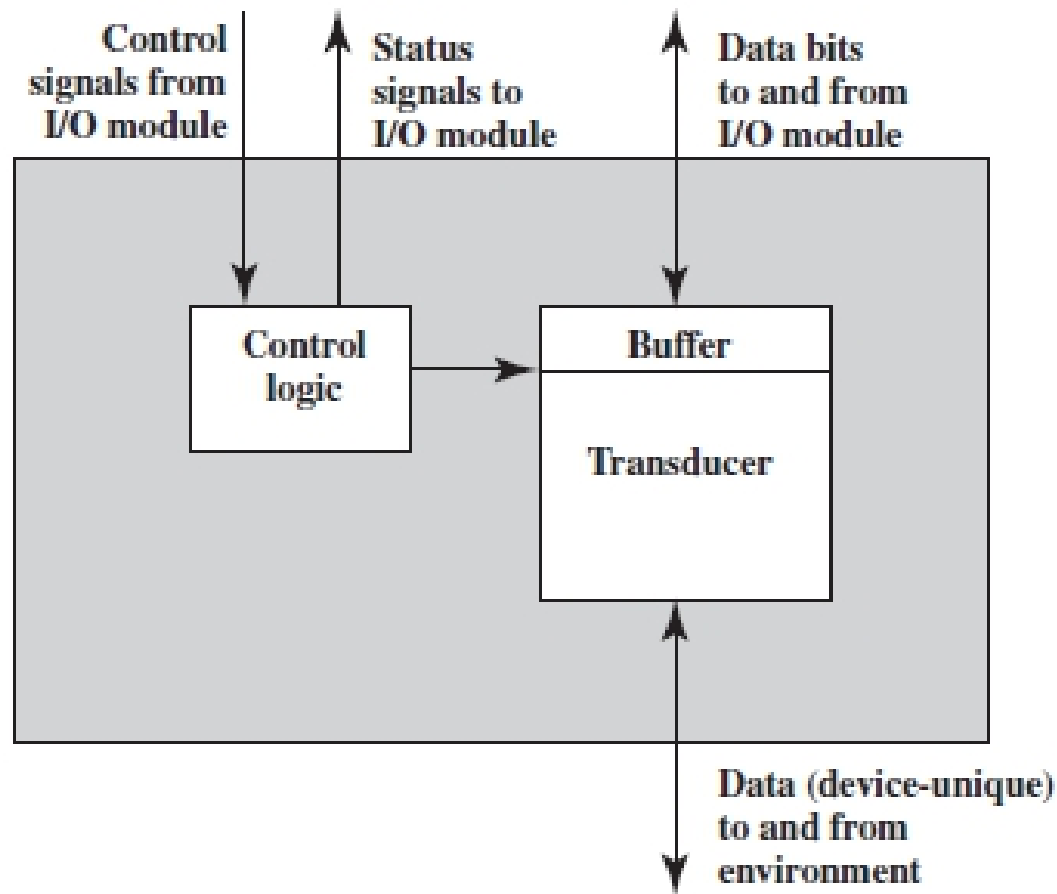 Control
signals from
I/O module
Status
signals to
I/O module
Data bits
to and from
I/O module
Control
logic
Buffer
Transducer
Data (device-unique)
to and from
environment